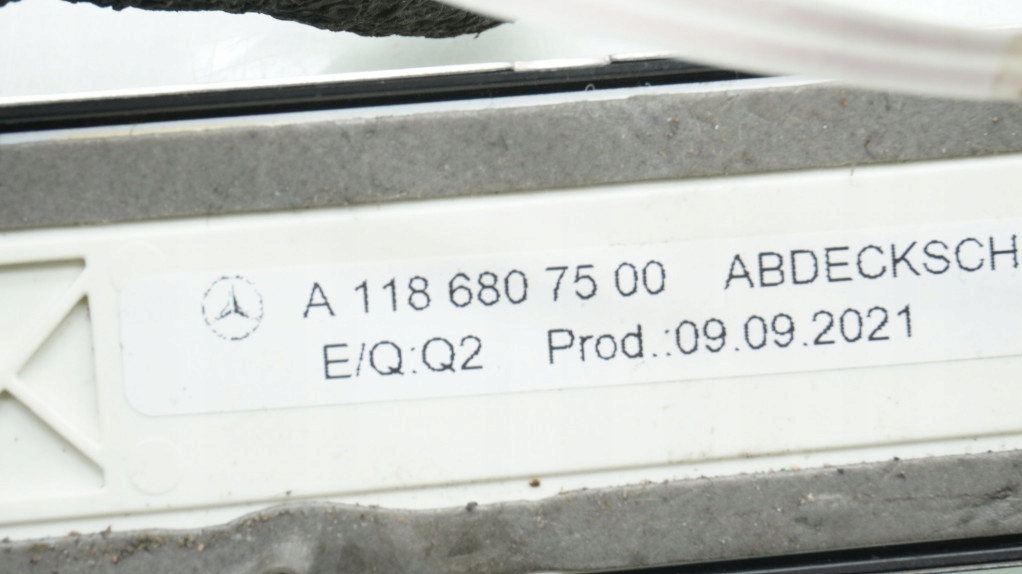 A 118 680 75 00 ABDECKSCH
E/Q:Q2 Prod.:09.09.2021